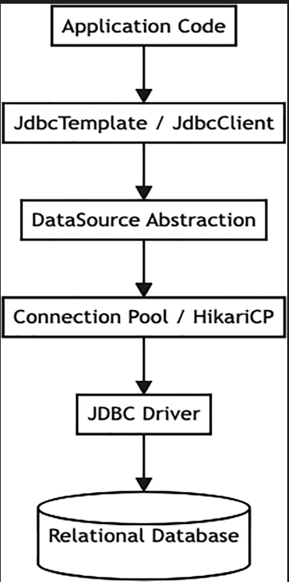 Application Code
JdbcTemplate / JdbcClient
DataSource Abstraction
Connection Pool / HikariCP
JDBC Driver
Relational Database